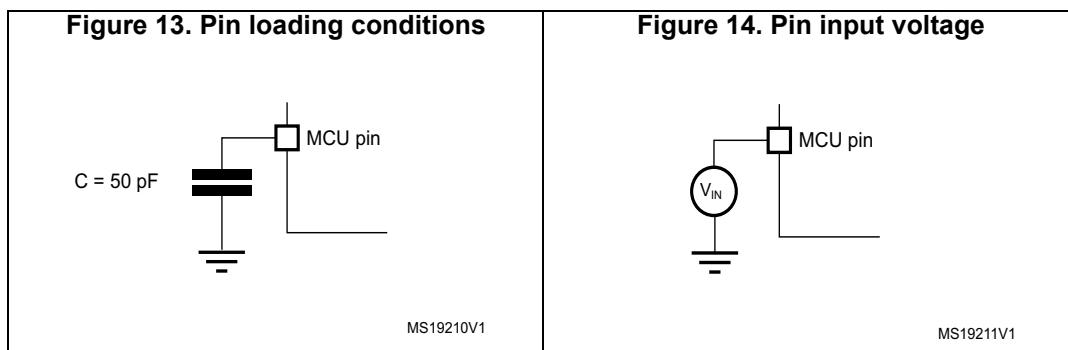 Figure 13. Pin loading conditions
MCU pin
C = 50 pF
MS19210V1
Figure 14. Pin input voltage
MCU pin
VIN
MS19211V1